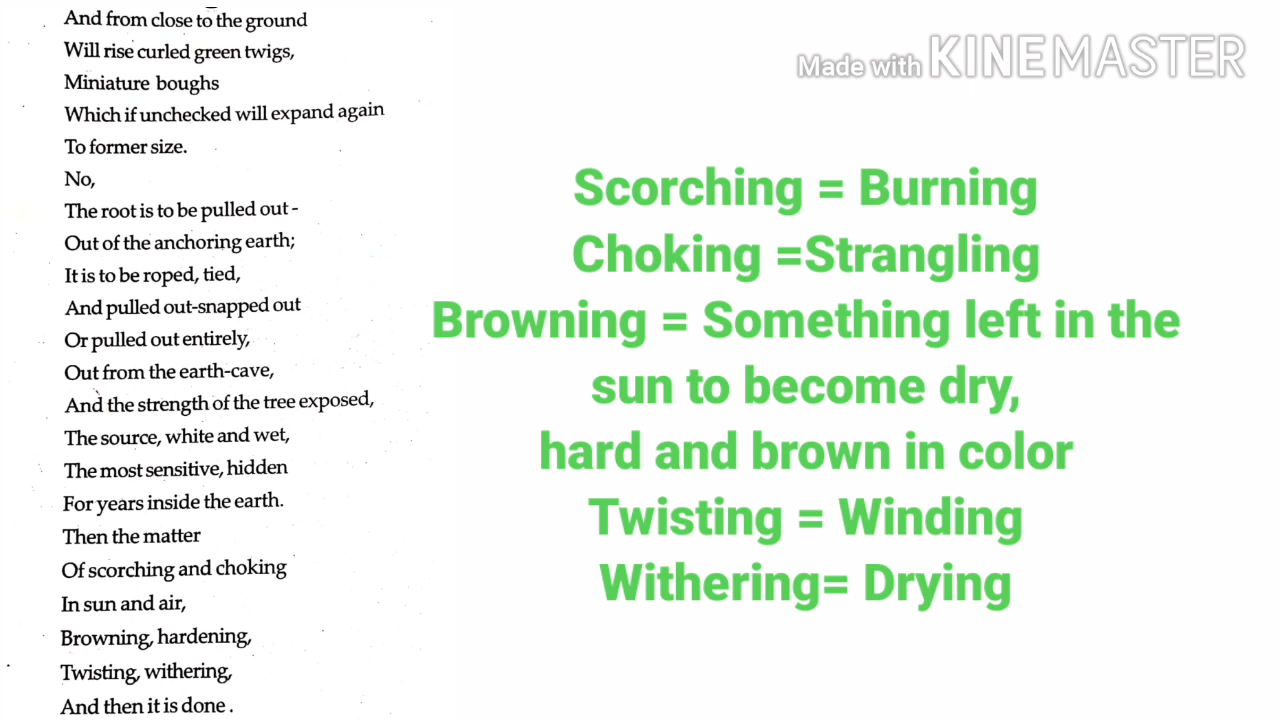 And from close to the ground
Will rise curled green twigs,
Miniature boughs
Which if unchecked will expand again
To former size.
No,
The root is to be pulled out -
Out of the anchoring earth;
It is to be roped, tied,
And pulled out-snapped out
Or pulled out entirely,
Out from the earth-cave,
And the strength of the tree exposed,
The source, white and wet,
The most sensitive, hidden
For years inside the earth.
Then the matter
Of scorching and choking
In sun and air,
Browning, hardening,
Twisting, withering,
And then it is done .
Made with KINEMASTER
Scorching = Burning
Choking =Strangling
Browning = Something left in the
sun to become dry,
hard and brown in color
Twisting = Winding
Withering= Drying